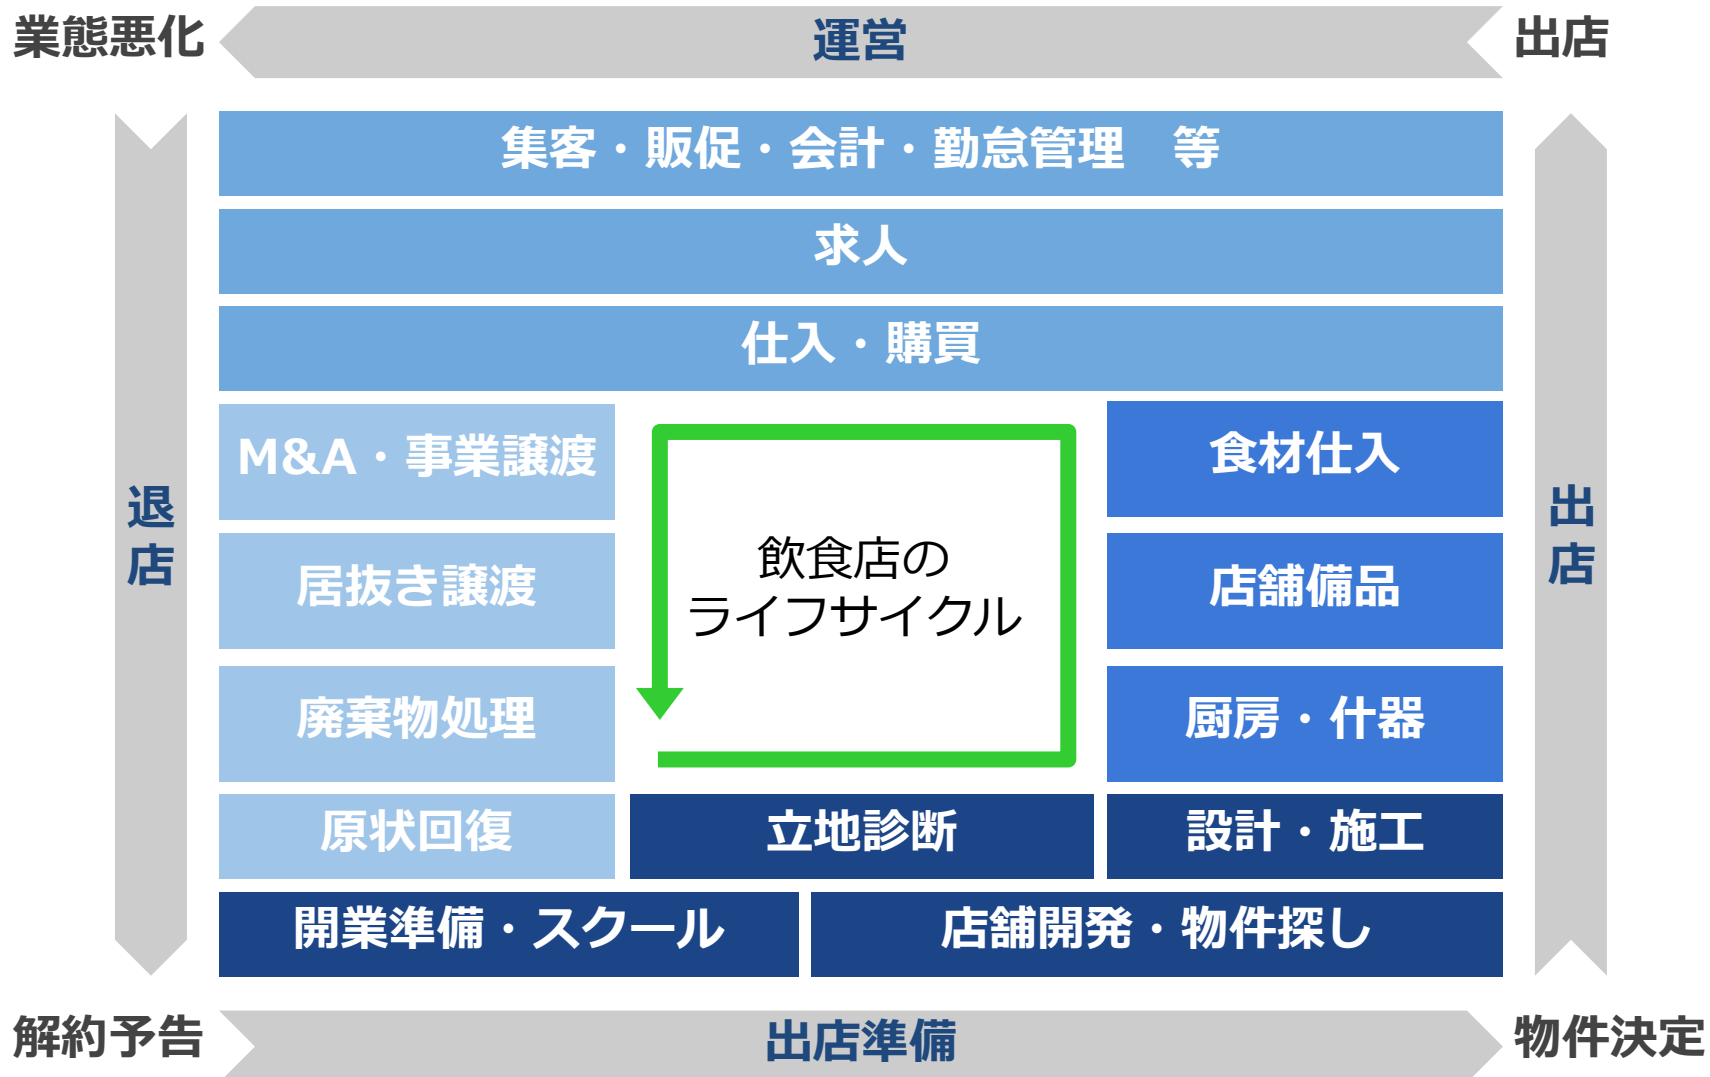 業態悪化
運営
出店
集客・販促・会計・勤怠管理　等
求人
仕入・購買
M&A・事業譲渡
食材仕入
退店
飲食店の
ライフサイクル
出店
居抜き譲渡
店舗備品
廃棄物処理
厨房・什器
原状回復
立地診断
設計・施工
開業準備・スクール
店舗開発・物件探し
解約予告
出店準備
物件決定